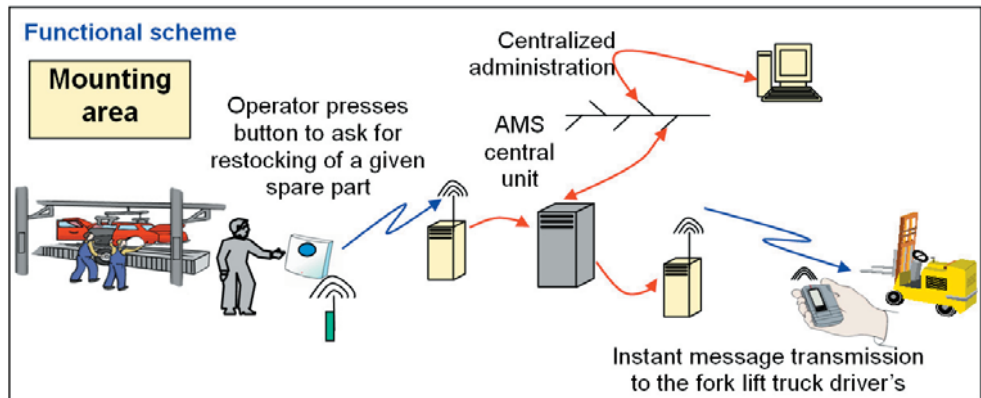 Functional scheme
Mounting
area
Operator presses
button to ask for
restocking of a given
spare part
Centralized
administration
AMS
central
unit
Instant message transmission
to the fork lift truck driver's